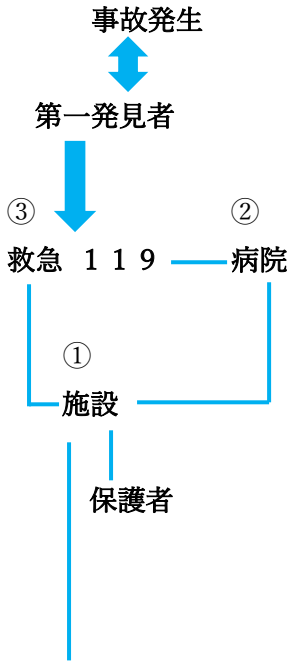 事故発生
第一発見者
③ ②
救急 １１９ 病院
①
施設
保護者